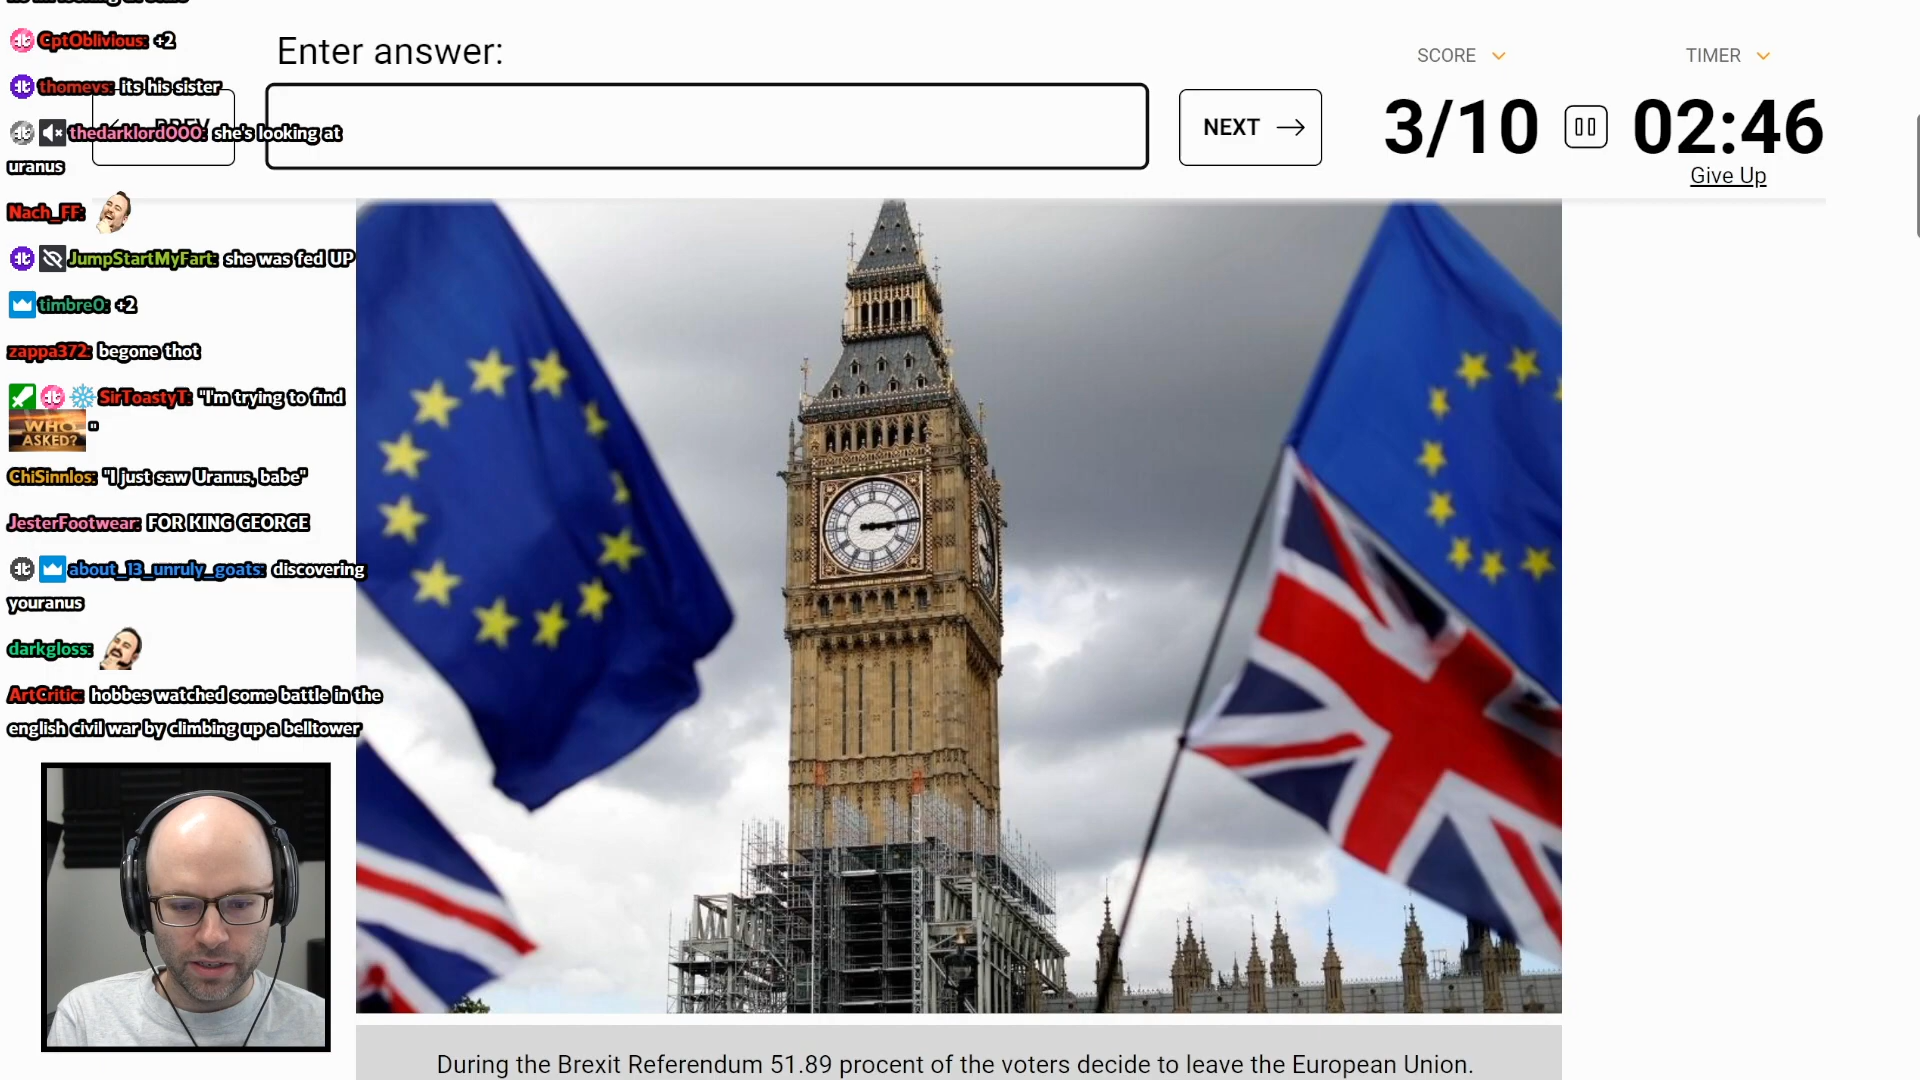 CptOblivious: +2
Enter answer:
SCORE
TIMER
thomevs: its his sister
NEXT
3/10
02:46
thedarklord000: she's looking at
uranus
Give Up
Nach_FF:
JumpStartMyFart: she was fed UP
timbre0: +2
zappa372: begone thot
SirToastyT: "I'm trying to find
WHO
ASKED? "
ChiSinnlos: "I just saw Uranus, babe"
JesterFootwear: FOR KING GEORGE
about_13_unruly_goats: discovering
youranus
darkgloss:
ArtCritic: hobbes watched some battle in the
english civil war by climbing up a belltower
During the Brexit Referendum 51.89 procent of the voters decide to leave the European Union.